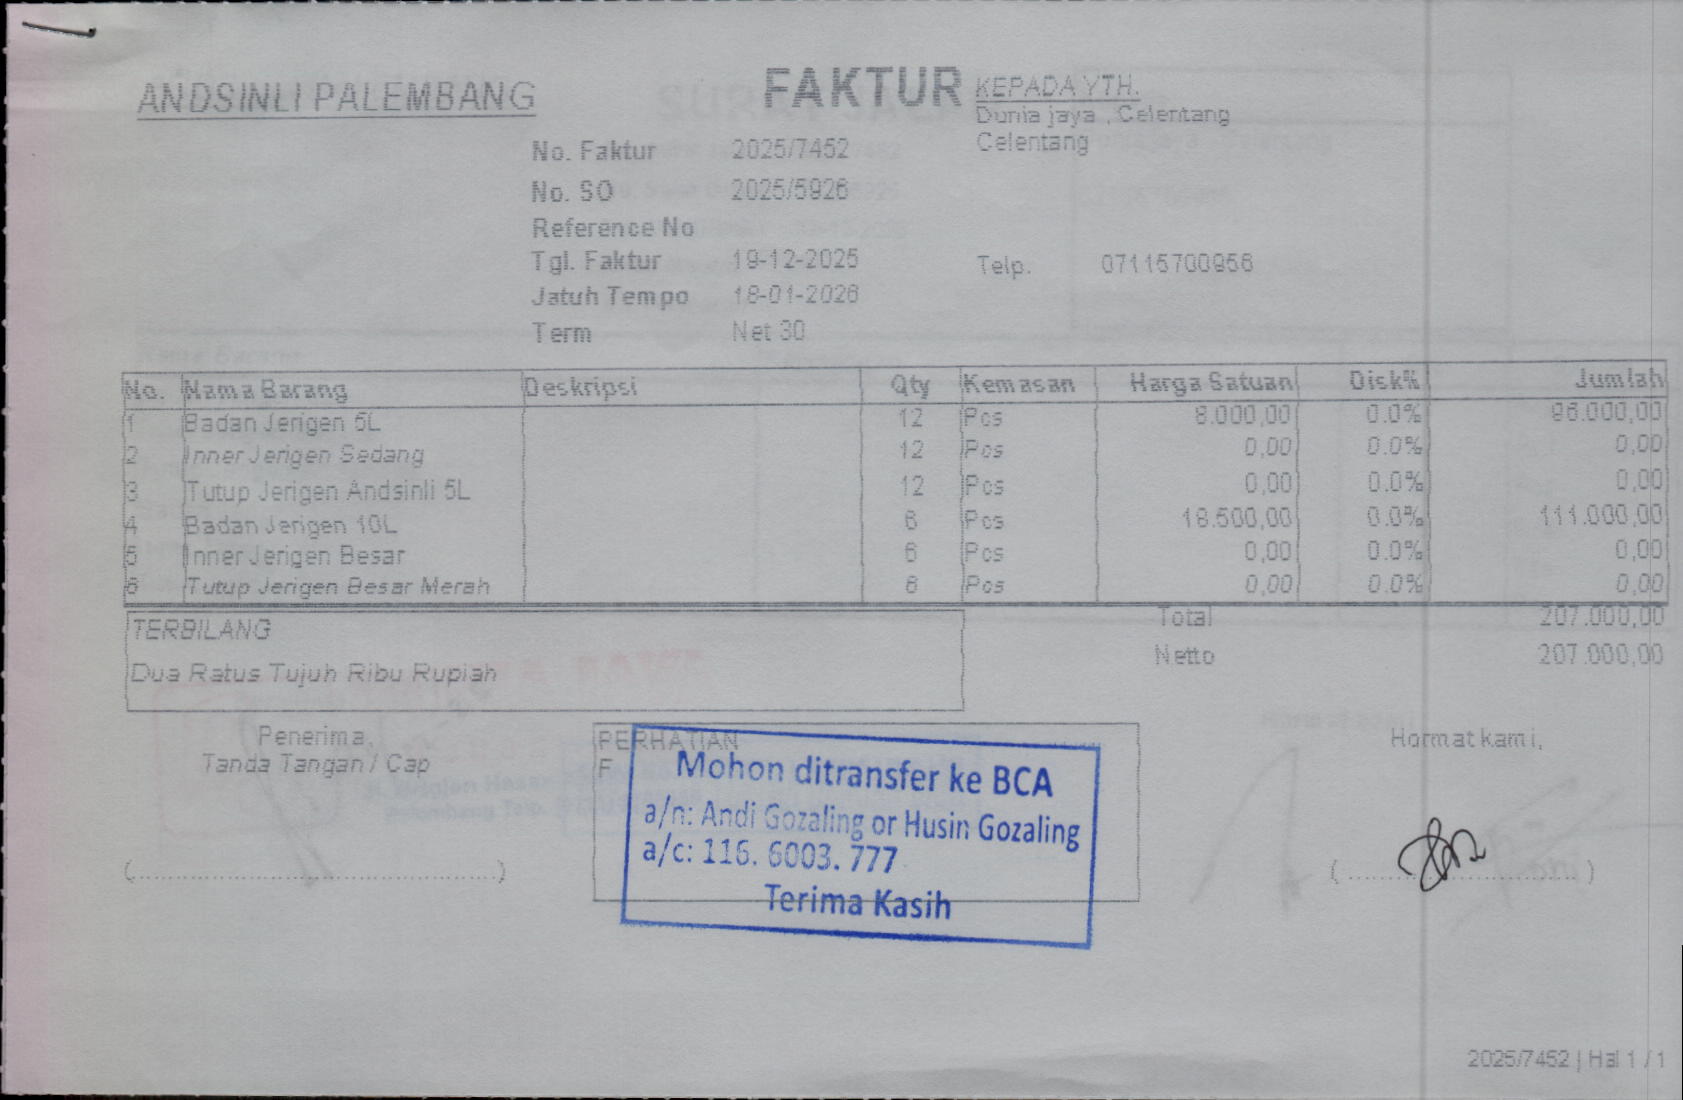 ANDSINLI PALEMBANG
FAKTUR
KEPADA YTH.
Dunia jaya , Celentang
Celentang
No. Faktur 2025/7452
No. SO 2025/5926
Reference No
Tgl. Faktur 19-12-2025
Telp. 07115700956
Jatuh Tempo 18-01-2026
Term Net 30
No. Nama Barang Deskripsi Qty Kemasan Harga Satuan Disk% Jumlah
1 Badan Jerigen 5L 12 Pcs 8.000,00 0.0% 96.000,00
2 Inner Jerigen Sedang 12 Pcs 0,00 0.0% 0,00
3 Tutup Jerigen Andsinli 5L 12 Pcs 0,00 0.0% 0,00
4 Badan Jerigen 10L 6 Pcs 18.500,00 0.0% 111.000,00
5 Inner Jerigen Besar 6 Pcs 0,00 0.0% 0,00
6 Tutup Jerigen Besar Merah 6 Pcs 0,00 0.0% 0,00
Total 207.000,00
Netto 207.000,00
TERBILANG
Dua Ratus Tujuh Ribu Rupiah
Penerima,
Tanda Tangan / Cap
(........................................)
PERHATIAN
F
Mohon ditransfer ke BCA
a/n: Andi Gozaling or Husin Gozaling
a/c: 116. 6003. 777
Terima Kasih
Hormat kami,
2025/7452 | Hal 1 / 1